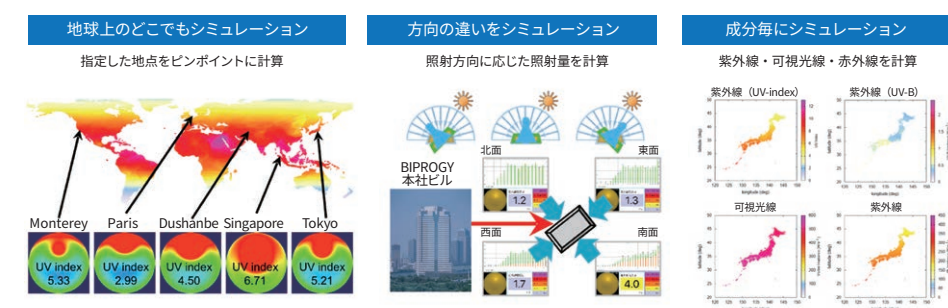 地球上のどこでもシミュレーション
指定した地点をピンポイントに計算
Monterey
Paris
Dushanbe
Singapore
Tokyo
UV index
5.33
UV index
2.99
UV index
4.50
UV index
6.71
UV index
5.21
方向の違いをシミュレーション
照射方向に応じた照射量を計算
北面
東面
BIPROGY
本社ビル
1.2
1.3
西面
南面
1.7
4.0
成分毎にシミュレーション
紫外線・可視光線・赤外線を計算
紫外線（UV-index）
紫外線（UV-B）
可視光線
紫外線